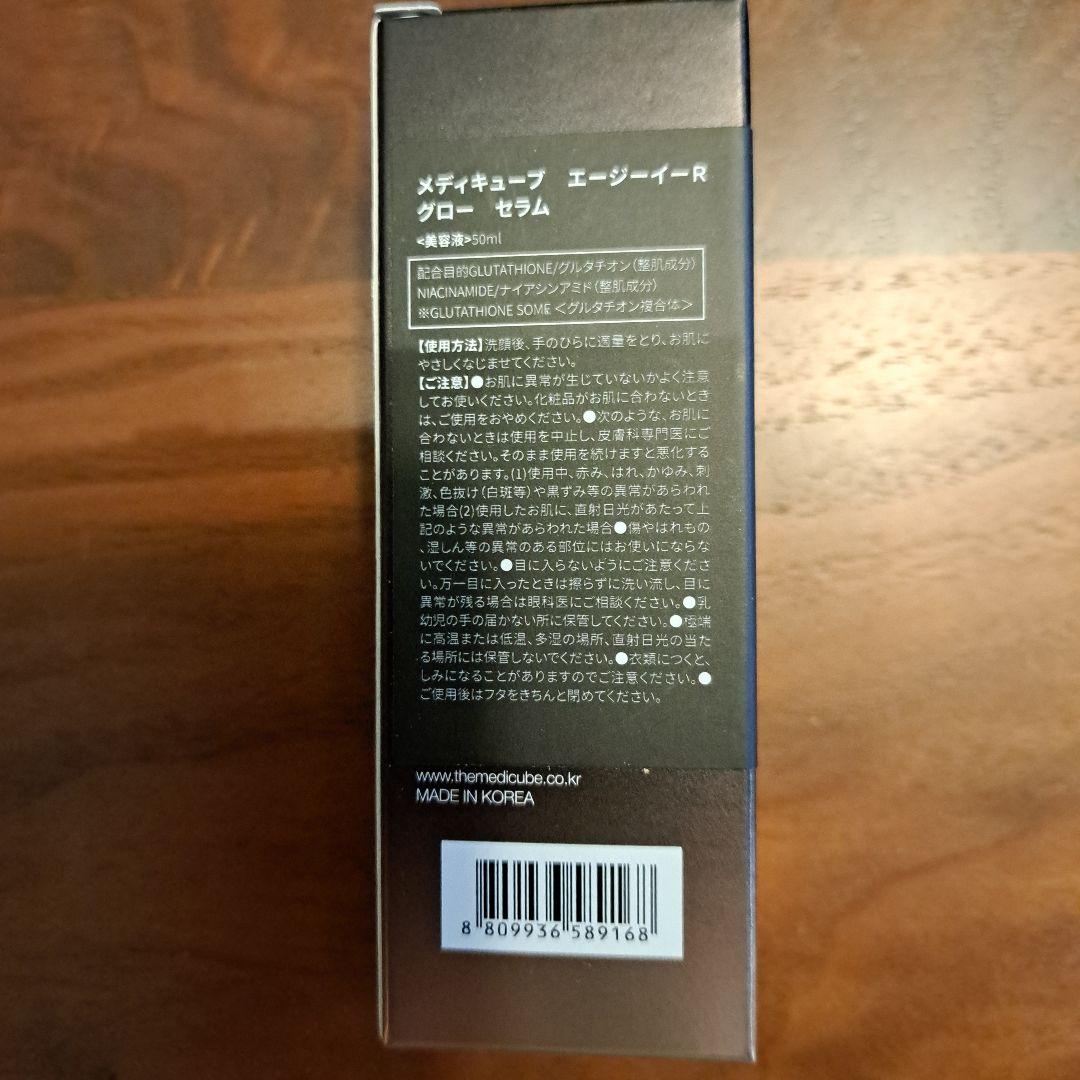 メディキューブ　エージーイーR
グロー　セラム
<美容液>50ml
配合目的GLUTATHIONE/グルタチオン（整肌成分）
NIACINAMIDE/ナイアシンアミド（整肌成分）
※GLUTATHIONE SOME＜グルタチオン複合体＞
【使用方法】洗顔後、手のひらに適量をとり、お肌に
やさしくなじませてください。
【ご注意】●お肌に異常が生じていないかよく注意
してお使いください。化粧品がお肌に合わないとき
は、ご使用をおやめください。●次のような、お肌に
合わないときは使用を中止し、皮膚科専門医にご
相談ください。そのまま使用を続けますと悪化する
ことがあります。(1)使用中、赤み、はれ、かゆみ、刺
激、色抜け（白斑等）や黒ずみ等の異常があらわれ
た場合(2)使用したお肌に、直射日光があたって上
記のような異常があらわれた場合●傷やはれもの
、湿しん等の異常のある部位にはお使いにならな
いでください。●目に入らないようにご注意くださ
い。万一目に入ったときは擦らずに洗い流し、目に
異常が残る場合は眼科医にご相談ください。●乳
幼児の手の届かない所に保管してください。●極端
に高温または低温、多湿の場所、直射日光の当た
る場所には保管しないでください。●衣類につくと、
しみになることがありますのでご注意ください。●
ご使用後はフタをきちんと閉めてください。
www.themedicube.co.kr
MADE IN KOREA
8 809936 589168